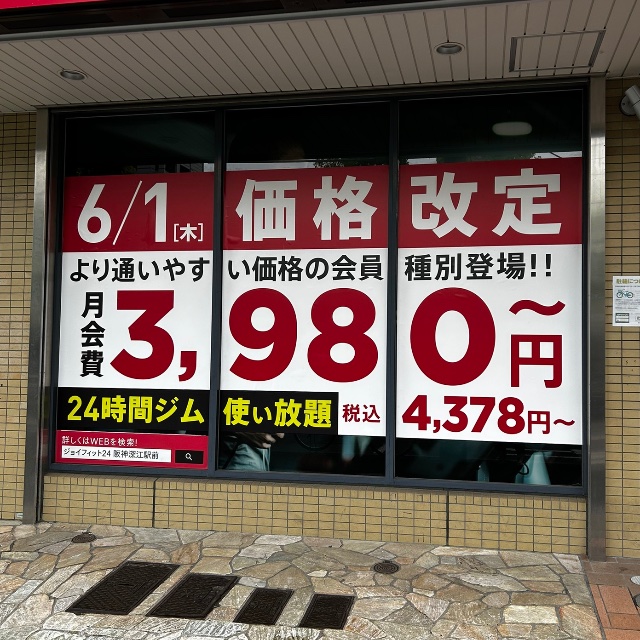 6/1[木] 価格改定
より通いやすい価格の会員種別登場!!
月会費 3,980円～
24時間ジム使い放題 税込 4,378円～
詳しくはWEBを検索!
ジョイフィット24 阪神深江駅前